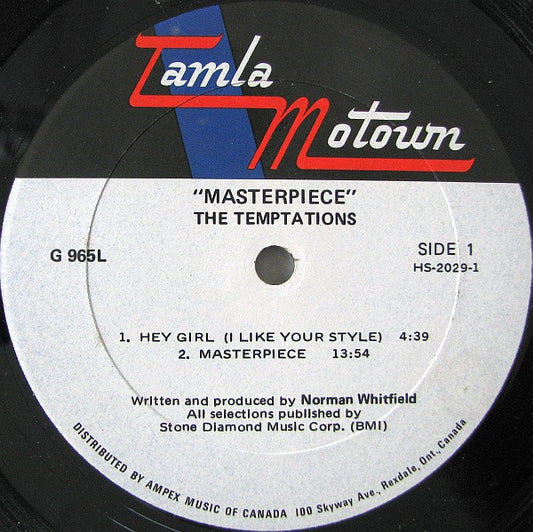 Tamla
Motown
"MASTERPIECE"
THE TEMPTATIONS
G 965L
SIDE 1
HS-2029-1
1. HEY GIRL (I LIKE YOUR STYLE) 4:39
2. MASTERPIECE 13:54
Written and produced by Norman Whitfield
All selections published by
Stone Diamond Music Corp. (BMI)
DISTRIBUTED BY AMPEX MUSIC OF CANADA 100 Skyway Ave., Rexdale, Ont., Canada